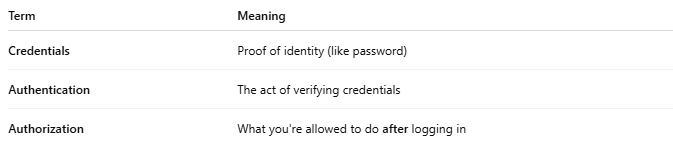 Term Meaning
Credentials Proof of identity (like password)
Authentication The act of verifying credentials
Authorization What you're allowed to do after logging in